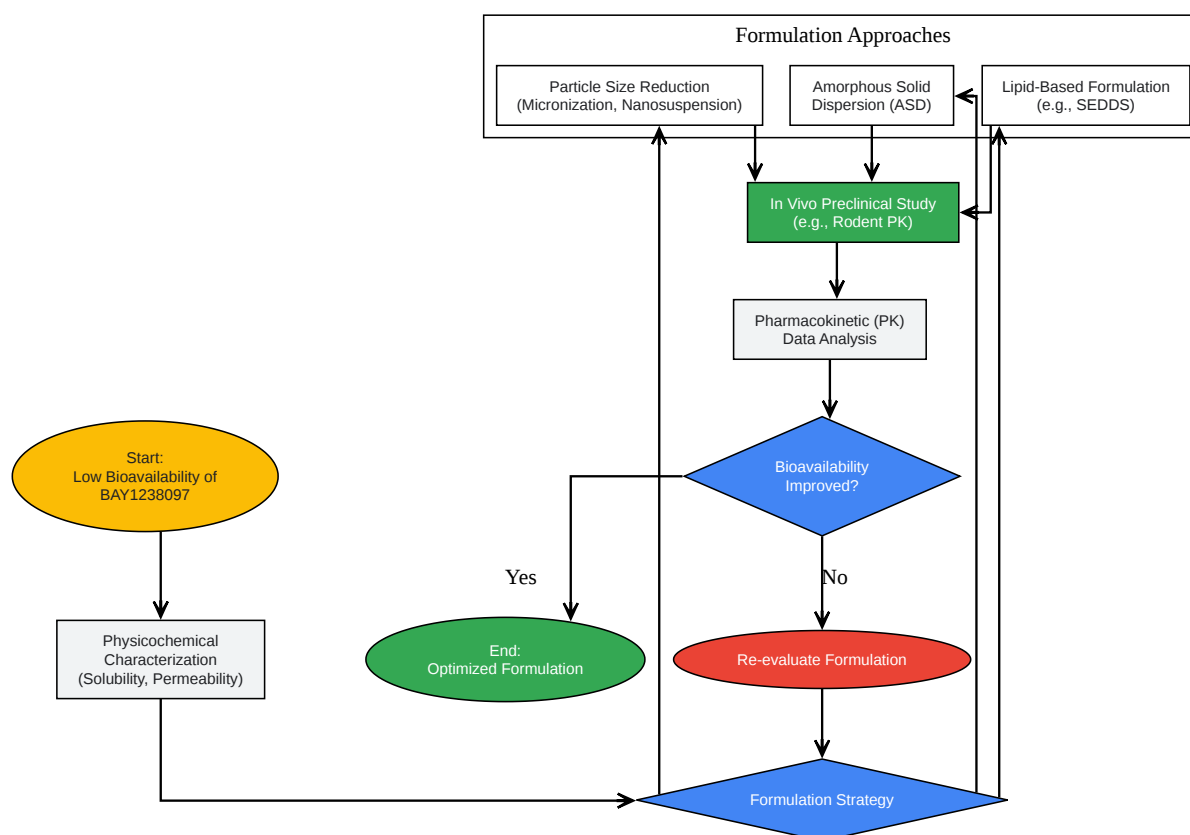 Formulation Approaches
Particle Size Reduction
(Micronization, Nanosuspension)
Amorphous Solid
Dispersion (ASD)
Lipid-Based Formulation
(e.g., SEDDS)
In Vivo Preclinical Study
(e.g., Rodent PK)
Pharmacokinetic (PK)
Data Analysis
Start:
Low Bioavailability of
BAY1238097
Bioavailability
Improved?
Yes
No
Physicochemical
Characterization
(Solubility, Permeability)
End:
Optimized Formulation
Re-evaluate Formulation
Formulation Strategy